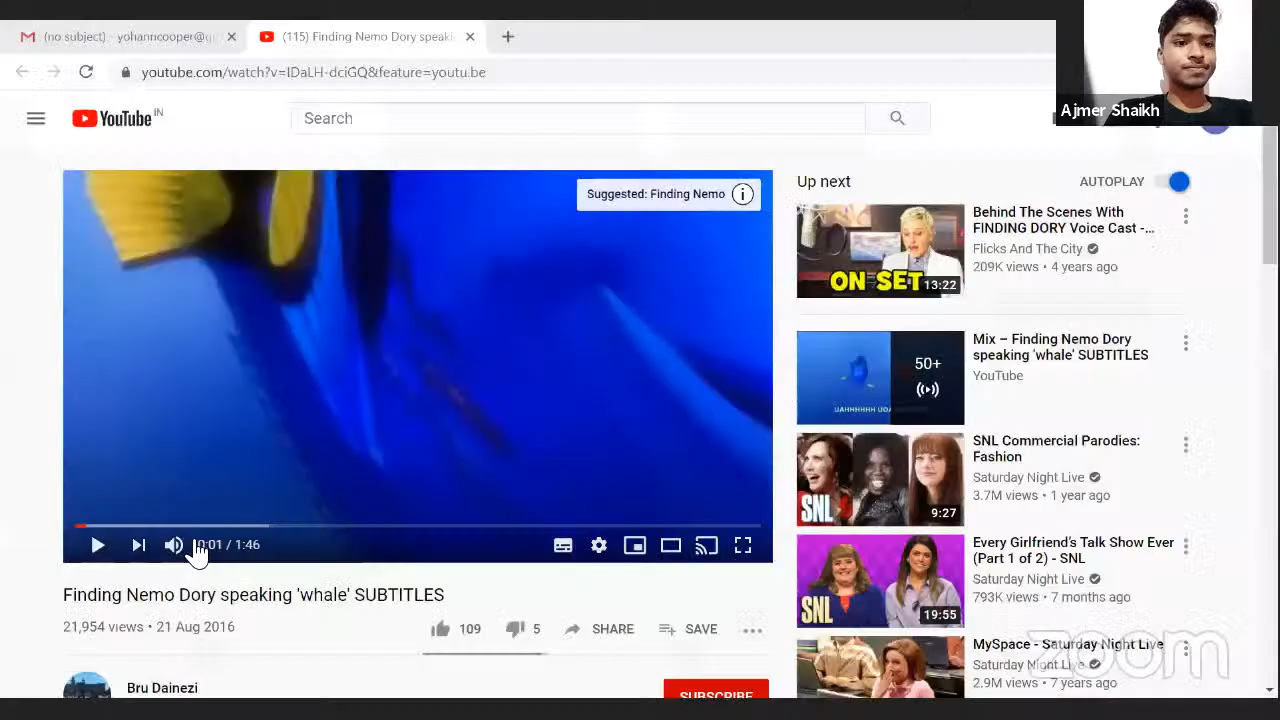 (no subject) - yohanncooper@g
(115) Finding Nemo Dory speaki
youtube.com/watch?v=IDaLH-dciGQ&feature=youtu.be
Ajmer Shaikh
YouTube IN
Search
Suggested: Finding Nemo
0:01 / 1:46
Finding Nemo Dory speaking 'whale' SUBTITLES
21,954 views • 21 Aug 2016
109
5
SHARE
SAVE
Bru Dainezi
SUBSCRIBE
Up next
AUTOPLAY
ON SET
13:22
Behind The Scenes With
FINDING DORY Voice Cast -...
Flicks And The City
209K views • 4 years ago
50+
Mix – Finding Nemo Dory
speaking 'whale' SUBTITLES
YouTube
SNL
9:27
SNL Commercial Parodies:
Fashion
Saturday Night Live
3.7M views • 1 year ago
SNL
19:55
Every Girlfriend's Talk Show Ever
(Part 1 of 2) - SNL
Saturday Night Live
793K views • 7 months ago
MySpace - Saturday Night Live
Saturday Night Live
2.9M views • 7 years ago
zoom